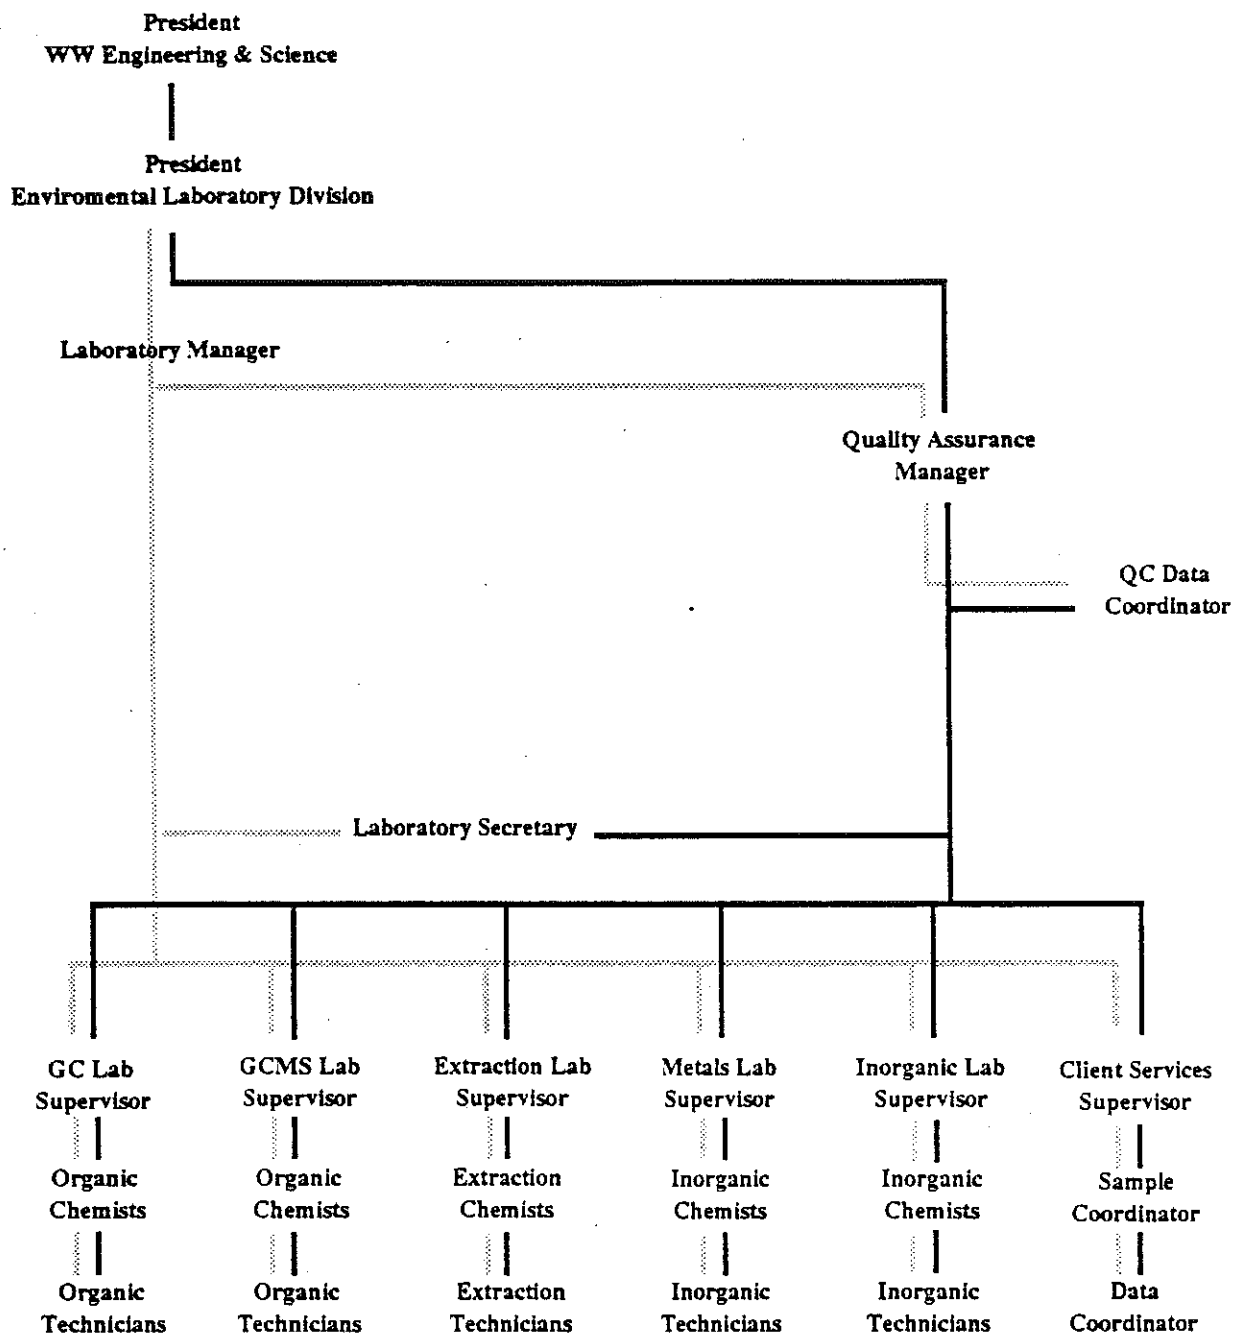 President
WW Engineering & Science
President
Enviromental Laboratory Division
Laboratory Manager
Quality Assurance
Manager
QC Data
Coordinator
Laboratory Secretary
GC Lab
Supervisor
GCMS Lab
Supervisor
Extraction Lab
Supervisor
Metals Lab
Supervisor
Inorganic Lab
Supervisor
Client Services
Supervisor
Organic
Chemists
Organic
Chemists
Extraction
Chemists
Inorganic
Chemists
Inorganic
Chemists
Sample
Coordinator
Organic
Technicians
Organic
Technicians
Extraction
Technicians
Inorganic
Technicians
Inorganic
Technicians
Data
Coordinator